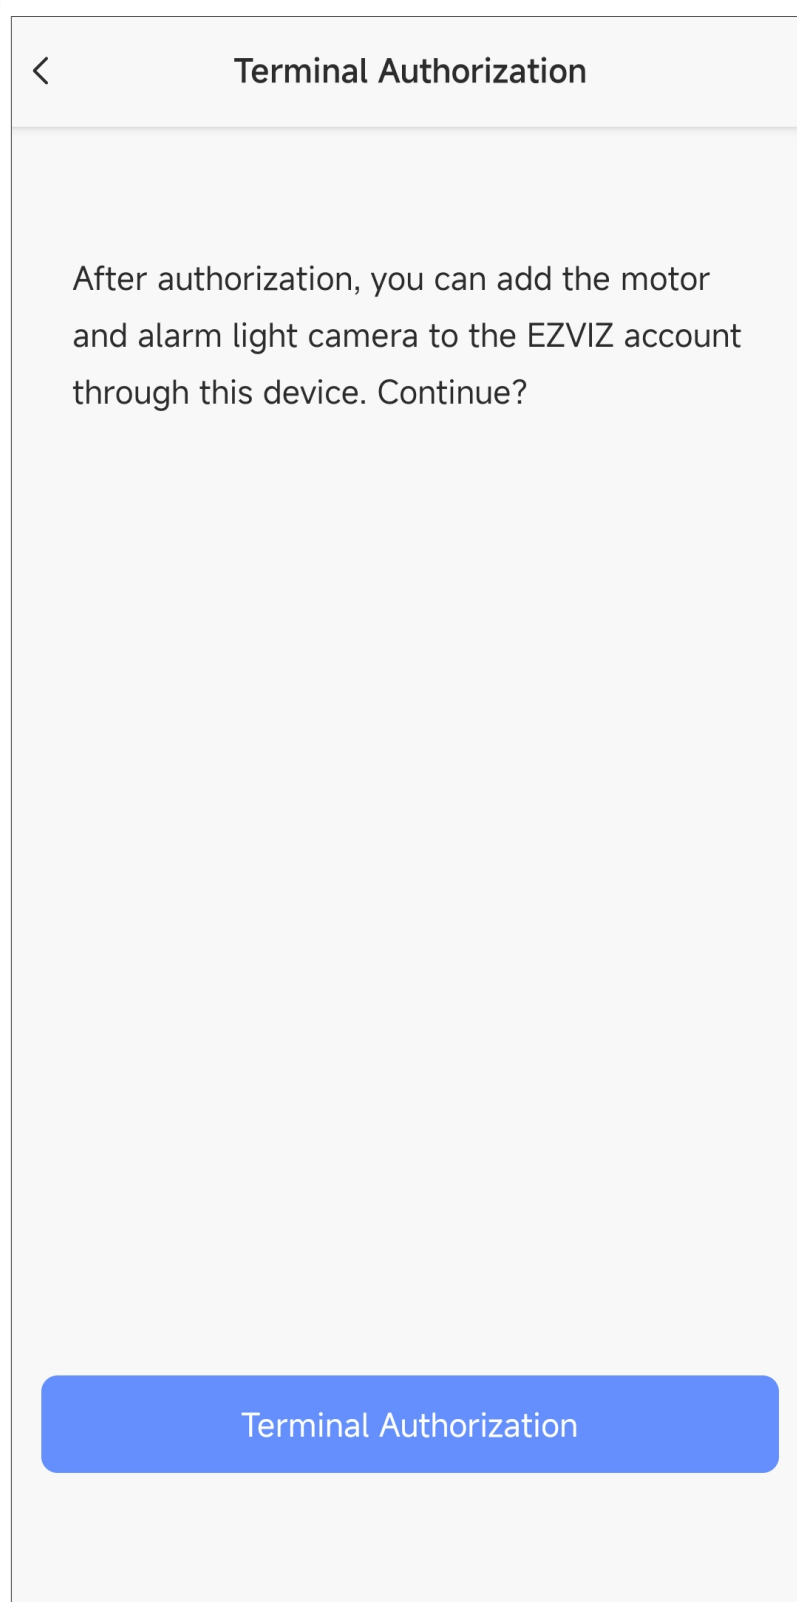 Terminal Authorization
After authorization, you can add the motor
and alarm light camera to the EZVIZ account
through this device. Continue?
Terminal Authorization